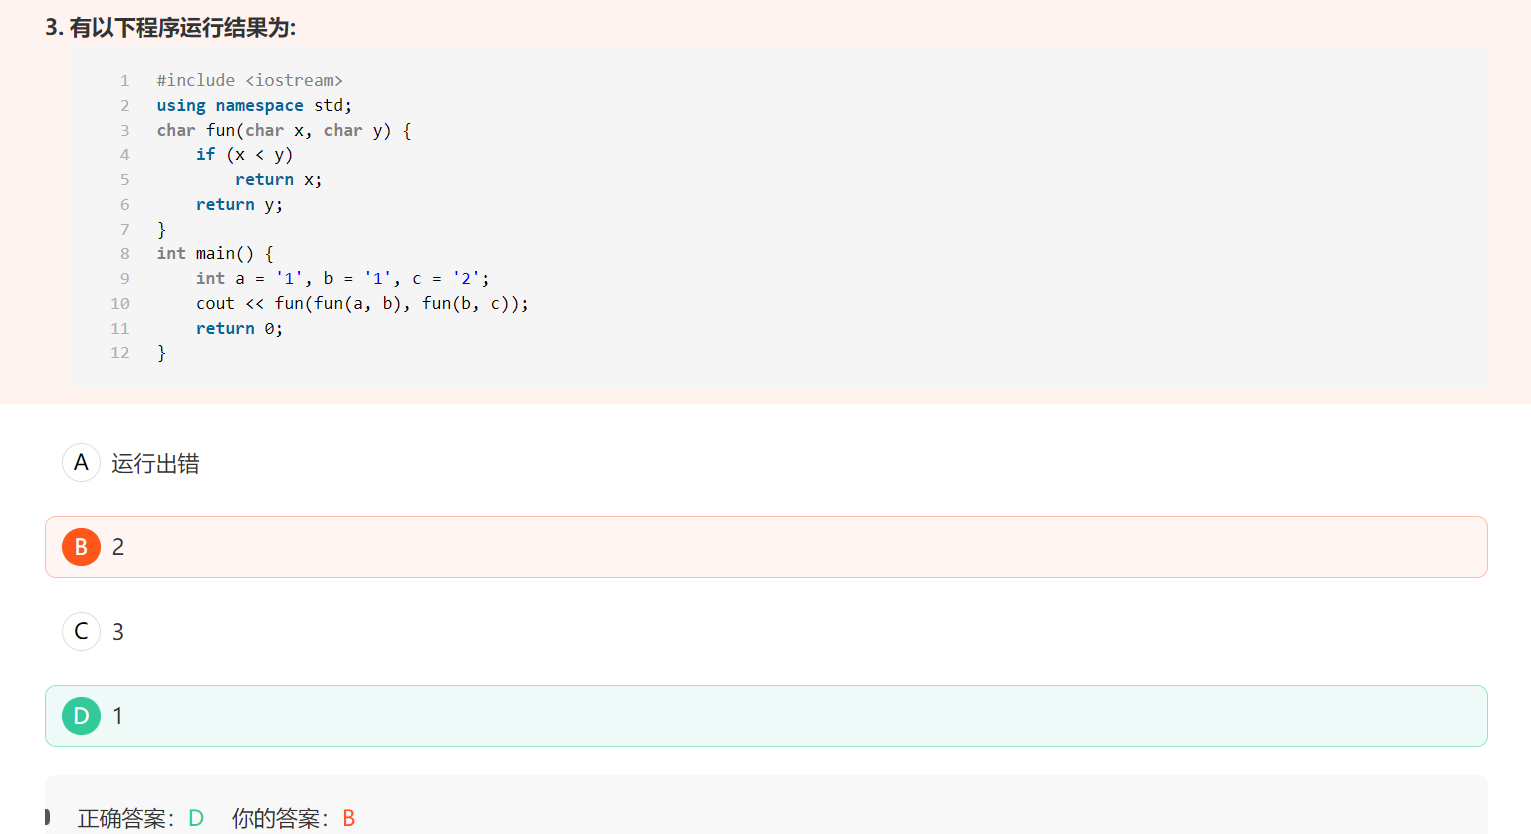 3. 有以下程序运行结果为:
1 #include <iostream>
2 using namespace std;
3 char fun(char x, char y) {
4     if (x < y)
5         return x;
6     return y;
7 }
8 int main() {
9     int a = '1', b = '1', c = '2';
10     cout << fun(fun(a, b), fun(b, c));
11     return 0;
12 }
A 运行出错
B 2
C 3
D 1
正确答案：D 你的答案：B